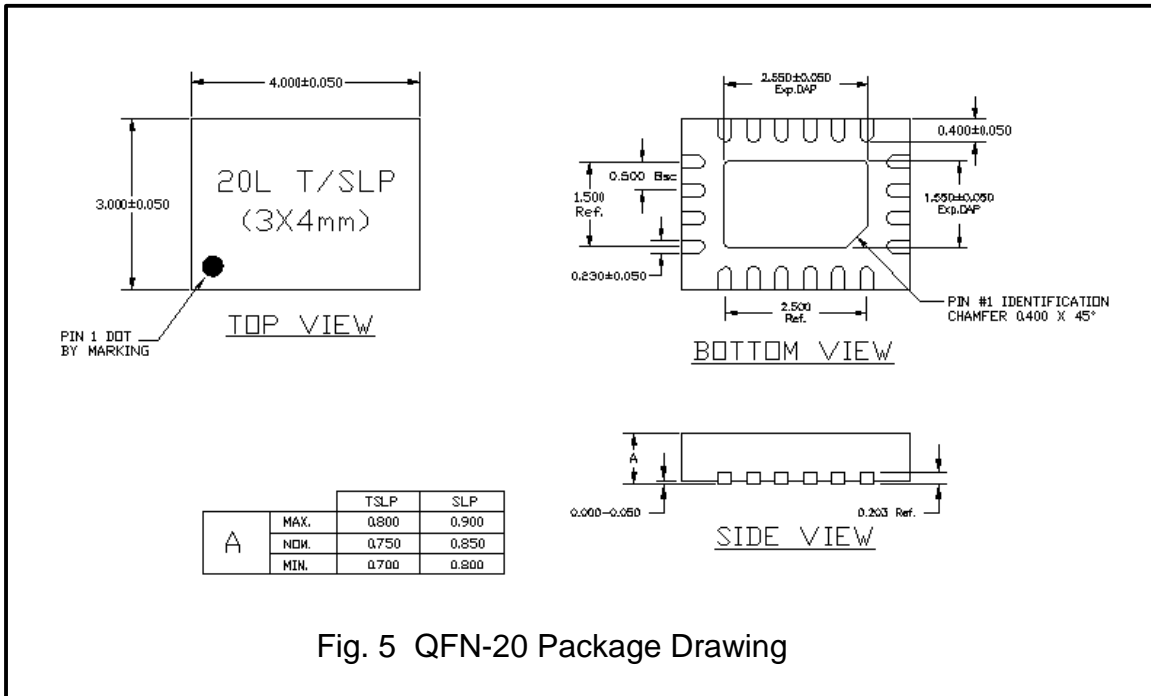 4.000±0.050
20L T/SLP
(3X4mm)
3.000±0.050
PIN 1 DOT
BY MARKING
TOP VIEW
2.550±0.050
Exp.DAP
0.400±0.050
0.500 Bsc
1.500
Ref.
1.550±0.050
Exp.DAP
0.230±0.050
2.500
Ref.
PIN #1 IDENTIFICATION
CHAMFER 0.400 X 45°
BOTTOM VIEW
A
0.000-0.050
0.203 Ref.
SIDE VIEW
TSLP SLP
A
MAX. 0.800 0.900
NOM. 0.750 0.850
MIN. 0.700 0.800
Fig. 5 QFN-20 Package Drawing